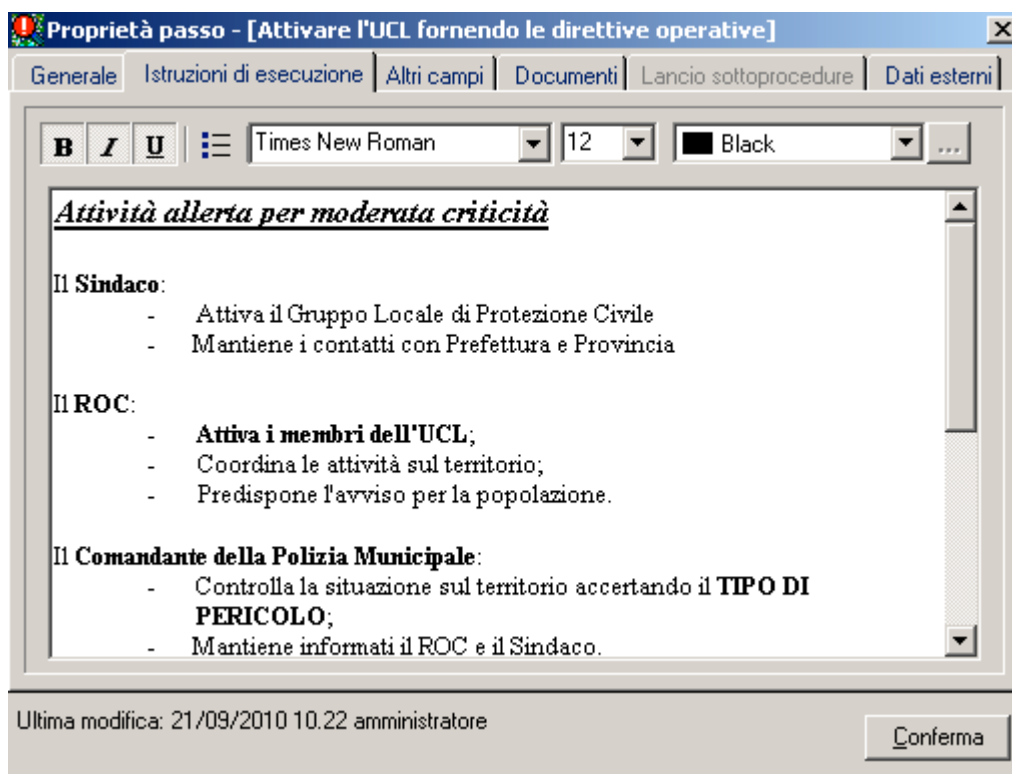 Proprietà passo - [Attivare l'UCL fornendo le direttive operative]
Generale Istruzioni di esecuzione Altri campi Documenti Lancio sottoprocedure Dati esterni
B I U Times New Roman 12 Black ...
Attività allerta per moderata criticità
Il Sindaco:
- Attiva il Gruppo Locale di Protezione Civile
- Mantiene i contatti con Prefettura e Provincia
Il ROC:
- Attiva i membri dell'UCL;
- Coordina le attività sul territorio;
- Predispone l'avviso per la popolazione.
Il Comandante della Polizia Municipale:
- Controlla la situazione sul territorio accertando il TIPO DI
PERICOLO;
- Mantiene informati il ROC e il Sindaco.
Ultima modifica: 21/09/2010 10.22 amministratore
Conferma